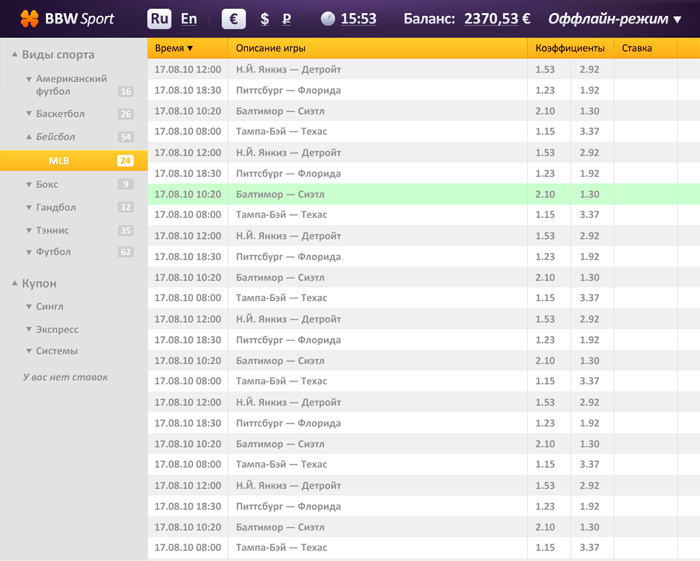 BBW Sport Ru En € $ ₽ 15:53 Баланс: 2370,53 € Оффлайн-режим ▼
▲ Виды спорта
▼ Американский
футбол 16
▼ Баскетбол 26
▲ Бейсбол 54
MLB 24
▼ Бокс 9
▼ Гандбол 12
▼ Тэннис 35
▼ Футбол 62
▲ Купон
▼ Сингл
▼ Экспресс
▼ Системы
У вас нет ставок
Время ▼ Описание игры Коэффициенты Ставка
17.08.10 12:00 Н.Й. Янкиз — Детройт 1.53 2.92
17.08.10 18:30 Питтсбург — Флорида 1.23 1.92
17.08.10 10:20 Балтимор — Сиэтл 2.10 1.30
17.08.10 08:00 Тампа-Бэй — Техас 1.15 3.37
17.08.10 12:00 Н.Й. Янкиз — Детройт 1.53 2.92
17.08.10 18:30 Питтсбург — Флорида 1.23 1.92
17.08.10 10:20 Балтимор — Сиэтл 2.10 1.30
17.08.10 08:00 Тампа-Бэй — Техас 1.15 3.37
17.08.10 12:00 Н.Й. Янкиз — Детройт 1.53 2.92
17.08.10 18:30 Питтсбург — Флорида 1.23 1.92
17.08.10 10:20 Балтимор — Сиэтл 2.10 1.30
17.08.10 08:00 Тампа-Бэй — Техас 1.15 3.37
17.08.10 12:00 Н.Й. Янкиз — Детройт 1.53 2.92
17.08.10 18:30 Питтсбург — Флорида 1.23 1.92
17.08.10 10:20 Балтимор — Сиэтл 2.10 1.30
17.08.10 08:00 Тампа-Бэй — Техас 1.15 3.37
17.08.10 12:00 Н.Й. Янкиз — Детройт 1.53 2.92
17.08.10 18:30 Питтсбург — Флорида 1.23 1.92
17.08.10 10:20 Балтимор — Сиэтл 2.10 1.30
17.08.10 08:00 Тампа-Бэй — Техас 1.15 3.37
17.08.10 12:00 Н.Й. Янкиз — Детройт 1.53 2.92
17.08.10 18:30 Питтсбург — Флорида 1.23 1.92
17.08.10 10:20 Балтимор — Сиэтл 2.10 1.30
17.08.10 08:00 Тампа-Бэй — Техас 1.15 3.37